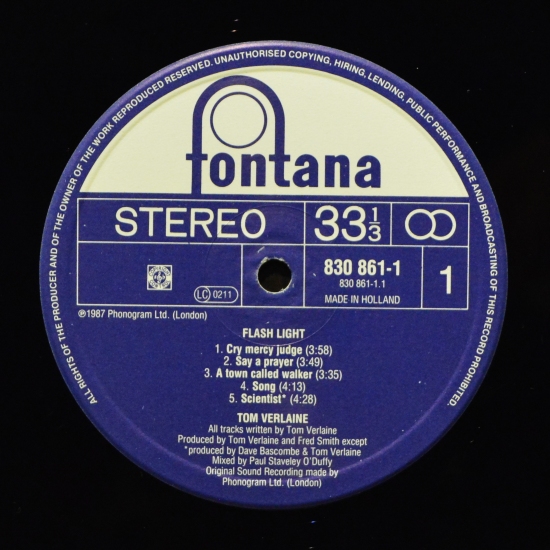 ALL RIGHTS OF THE PRODUCER AND OF THE OWNER OF THE WORK REPRODUCED RESERVED. UNAUTHORISED COPYING, HIRING, LENDING, PUBLIC PERFORMANCE AND BROADCASTING OF THIS RECORD PROHIBITED.
fontana
STEREO
33 1/3
830 861-1
830 861-1.1
MADE IN HOLLAND
1
LC 0211
℗1987 Phonogram Ltd. (London)
FLASH LIGHT
1. Cry mercy judge (3:58)
2. Say a prayer (3:49)
3. A town called walker (3:35)
4. Song (4:13)
5. Scientist* (4:28)
TOM VERLAINE
All tracks written by Tom Verlaine
Produced by Tom Verlaine and Fred Smith except
*produced by Dave Bascombe & Tom Verlaine
Mixed by Paul Staveley O'Duffy
Original Sound Recording made by
Phonogram Ltd. (London)